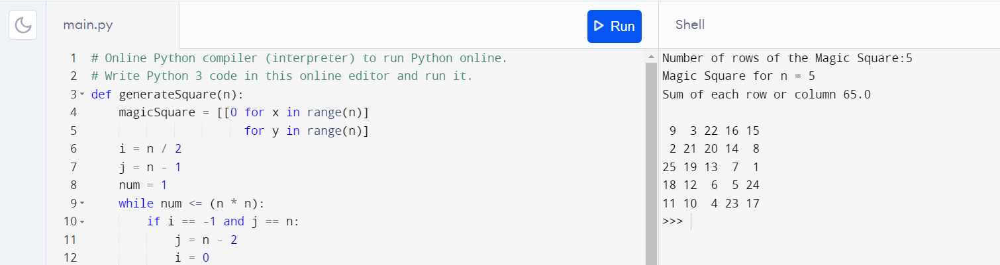 main.py
Run
Shell
1 # Online Python compiler (interpreter) to run Python online.
2 # Write Python 3 code in this online editor and run it.
3 def generateSquare(n):
4 magicSquare = [[0 for x in range(n)]
5 for y in range(n)]
6 i = n / 2
7 j = n - 1
8 num = 1
9 while num <= (n * n):
10 if i == -1 and j == n:
11 j = n - 2
12 i = 0
Number of rows of the Magic Square:5
Magic Square for n = 5
Sum of each row or column 65.0
9 3 22 16 15
2 21 20 14 8
25 19 13 7 1
18 12 6 5 24
11 10 4 23 17
>>>